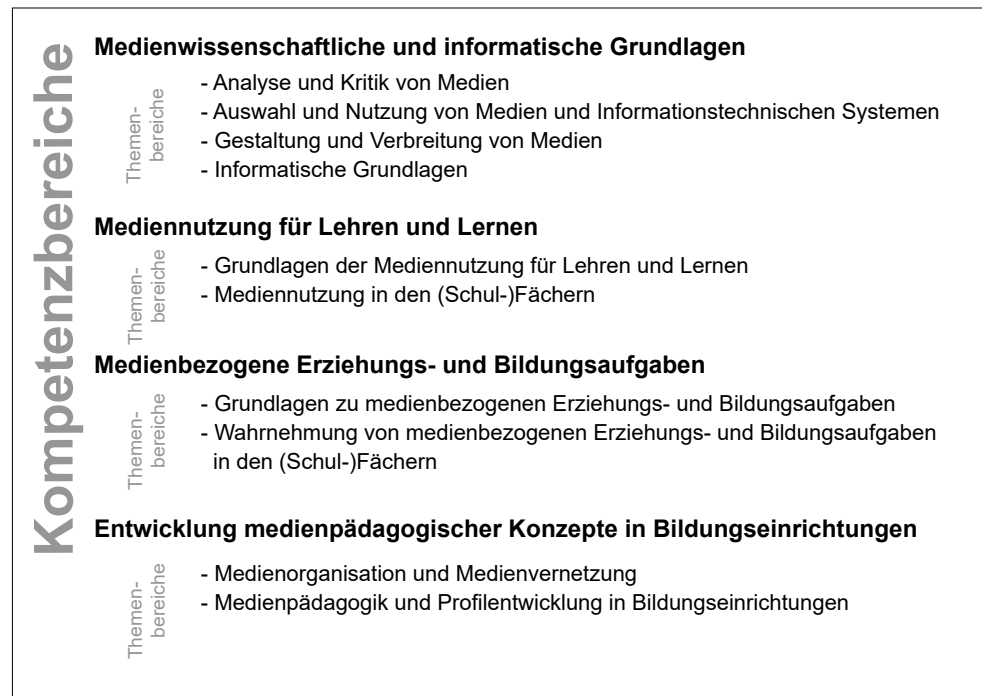 Kompetenzbereiche
Medienwissenschaftliche und informatische Grundlagen
Themen-
bereiche
- Analyse und Kritik von Medien
- Auswahl und Nutzung von Medien und Informationstechnischen Systemen
- Gestaltung und Verbreitung von Medien
- Informatische Grundlagen
Mediennutzung für Lehren und Lernen
Themen-
bereiche
- Grundlagen der Mediennutzung für Lehren und Lernen
- Mediennutzung in den (Schul-)Fächern
Medienbezogene Erziehungs- und Bildungsaufgaben
Themen-
bereiche
- Grundlagen zu medienbezogenen Erziehungs- und Bildungsaufgaben
- Wahrnehmung von medienbezogenen Erziehungs- und Bildungsaufgaben
in den (Schul-)Fächern
Entwicklung medienpädagogischer Konzepte in Bildungseinrichtungen
Themen-
bereiche
- Medienorganisation und Medienvernetzung
- Medienpädagogik und Profilentwicklung in Bildungseinrichtungen